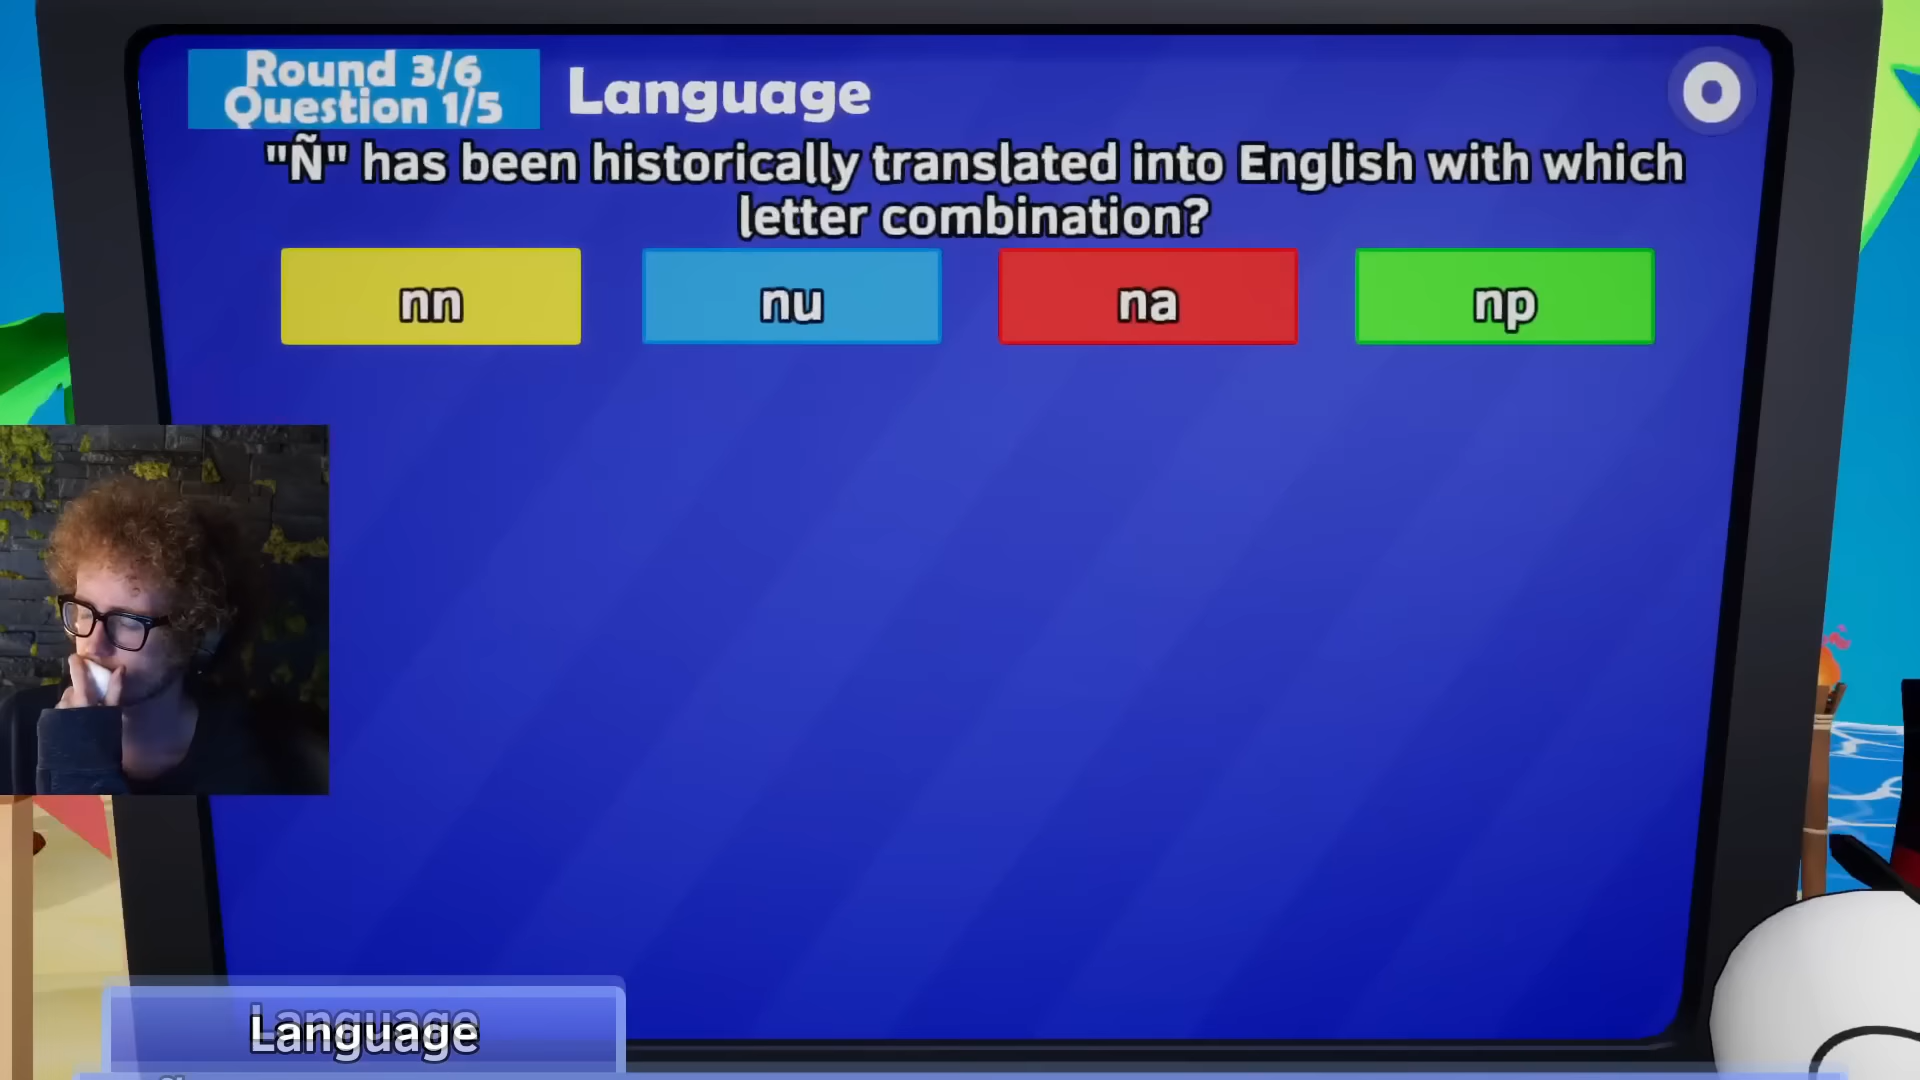 Round 3/6
Question 1/5
Language
0
"Ñ" has been historically translated into English with which
letter combination?
nn
nu
na
np
Language